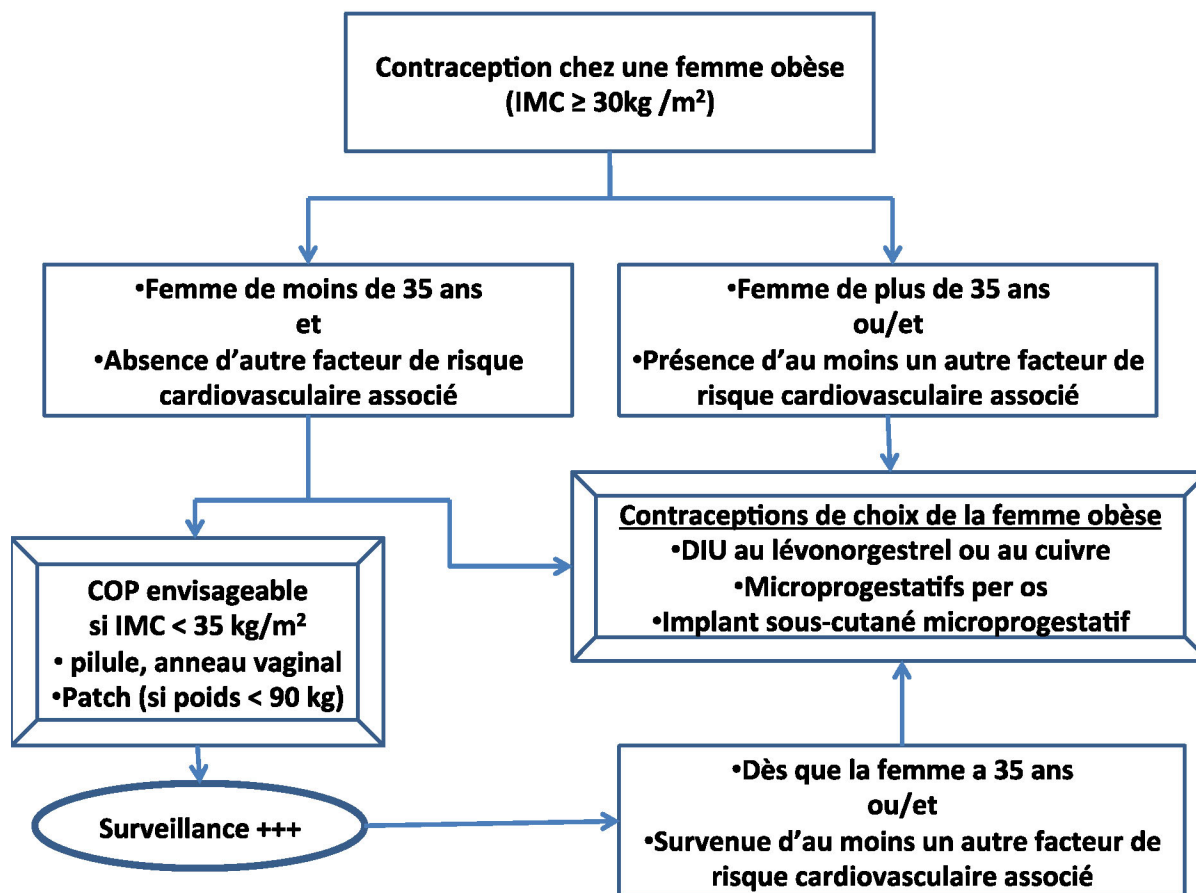 Contraception chez une femme obèse
(IMC ≥ 30kg /m²)
•Femme de moins de 35 ans
et
•Absence d’autre facteur de risque
cardiovasculaire associé
•Femme de plus de 35 ans
ou/et
•Présence d’au moins un autre facteur de
risque cardiovasculaire associé
COP envisageable
si IMC < 35 kg/m²
• pilule, anneau vaginal
•Patch (si poids < 90 kg)
Contraceptions de choix de la femme obèse
•DIU au lévonorgestrel ou au cuivre
•Microprogestatifs per os
•Implant sous-cutané microprogestatif
Surveillance +++
•Dès que la femme a 35 ans
ou/et
•Survenue d’au moins un autre facteur de
risque cardiovasculaire associé